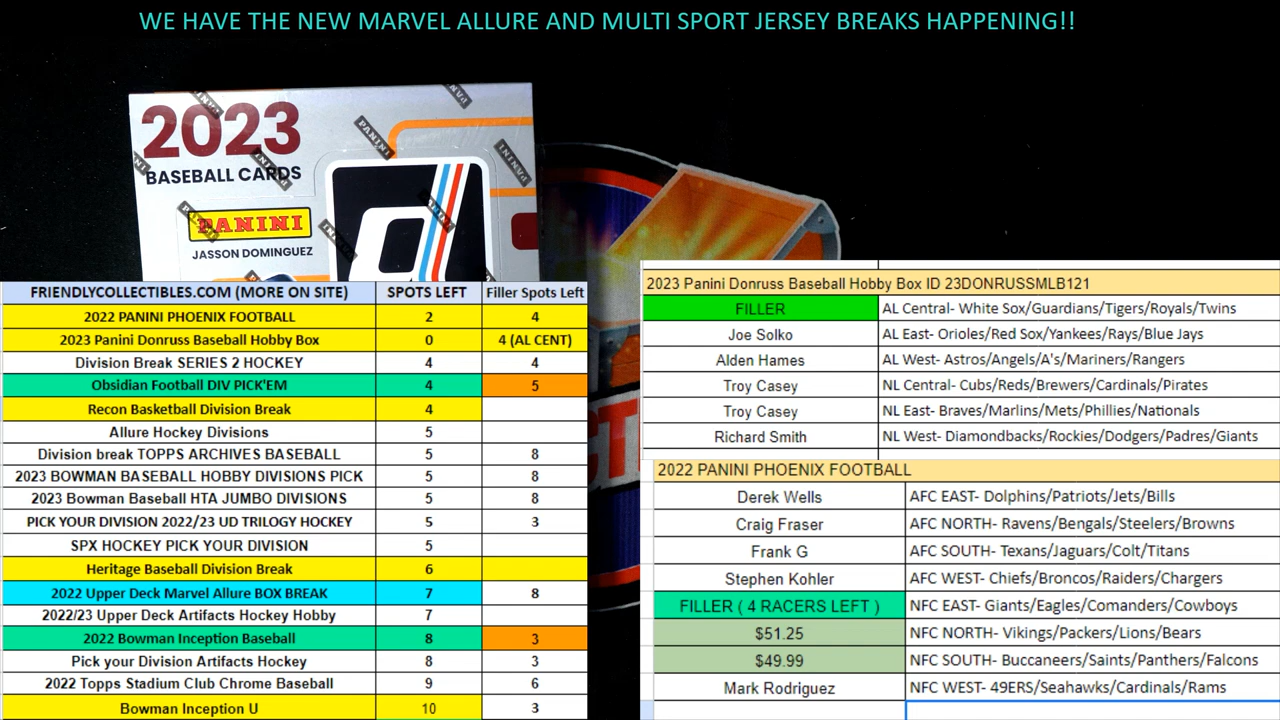 WE HAVE THE NEW MARVEL ALLURE AND MULTI SPORT JERSEY BREAKS HAPPENING!!
2023
BASEBALL CARDS
PANINI
JASSON DOMINGUEZ
PANINI
PANINI
PANINI
PANINI
PANINI
PANINI
FRIENDLYCOLLECTIBLES.COM (MORE ON SITE) SPOTS LEFT Filler Spots Left
2022 PANINI PHOENIX FOOTBALL 2 4
2023 Panini Donruss Baseball Hobby Box 0 4 (AL CENT)
Division Break SERIES 2 HOCKEY 4 4
Obsidian Football DIV PICK'EM 4 5
Recon Basketball Division Break 4
Allure Hockey Divisions 5
Division break TOPPS ARCHIVES BASEBALL 5 8
2023 BOWMAN BASEBALL HOBBY DIVISIONS PICK 5 8
2023 Bowman Baseball HTA JUMBO DIVISIONS 5 8
PICK YOUR DIVISION 2022/23 UD TRILOGY HOCKEY 5 3
SPX HOCKEY PICK YOUR DIVISION 5
Heritage Baseball Division Break 6
2022 Upper Deck Marvel Allure BOX BREAK 7 8
2022/23 Upper Deck Artifacts Hockey Hobby 7
2022 Bowman Inception Baseball 8 3
Pick your Division Artifacts Hockey 8 3
2022 Topps Stadium Club Chrome Baseball 9 6
Bowman Inception U 10 3
2023 Panini Donruss Baseball Hobby Box ID 23DONRUSSMLB121
FILLER AL Central- White Sox/Guardians/Tigers/Royals/Twins
Joe Solko AL East- Orioles/Red Sox/Yankees/Rays/Blue Jays
Alden Hames AL West- Astros/Angels/A's/Mariners/Rangers
Troy Casey NL Central- Cubs/Reds/Brewers/Cardinals/Pirates
Troy Casey NL East- Braves/Marlins/Mets/Phillies/Nationals
Richard Smith NL West- Diamondbacks/Rockies/Dodgers/Padres/Giants
2022 PANINI PHOENIX FOOTBALL
Derek Wells AFC EAST- Dolphins/Patriots/Jets/Bills
Craig Fraser AFC NORTH- Ravens/Bengals/Steelers/Browns
Frank G AFC SOUTH- Texans/Jaguars/Colt/Titans
Stephen Kohler AFC WEST- Chiefs/Broncos/Raiders/Chargers
FILLER ( 4 RACERS LEFT ) NFC EAST- Giants/Eagles/Comanders/Cowboys
$51.25 NFC NORTH- Vikings/Packers/Lions/Bears
$49.99 NFC SOUTH- Buccaneers/Saints/Panthers/Falcons
Mark Rodriguez NFC WEST- 49ERS/Seahawks/Cardinals/Rams